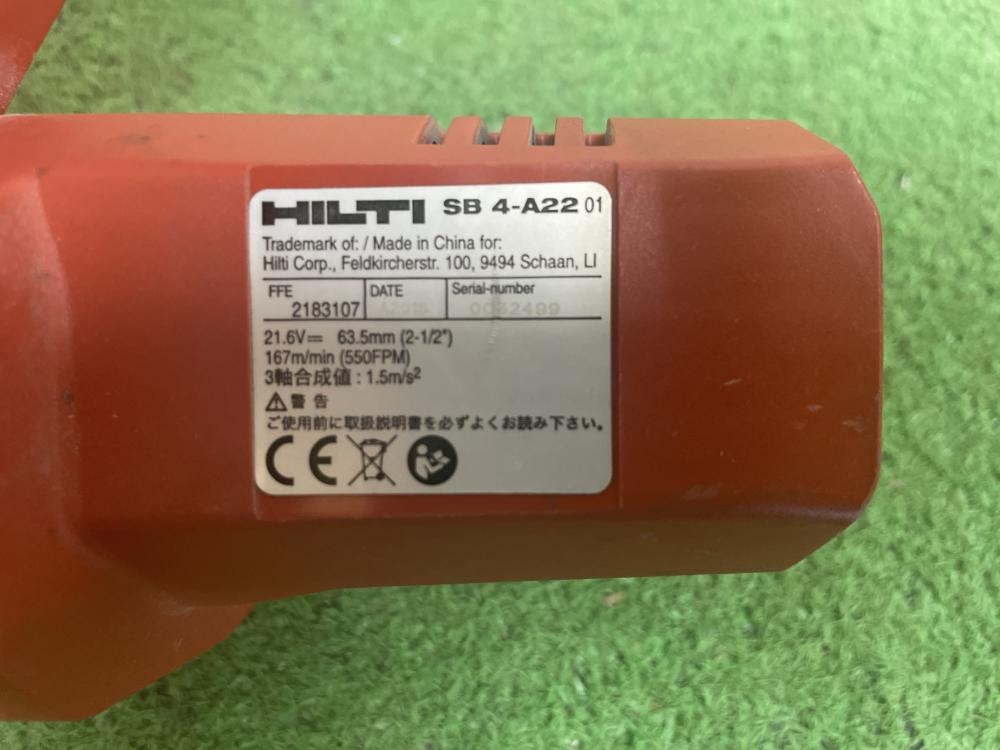 HILTI SB 4-A22 01
Trademark of: / Made in China for:
Hilti Corp., Feldkircherstr. 100, 9494 Schaan, LI
FFE DATE Serial-number
2183107 0032499
21.6V⎓ 63.5mm (2-1/2")
167m/min (550FPM)
3軸合成値 : 1.5m/s²
⚠警告
ご使用前に取扱説明書を必ずよくお読み下さい。
CE